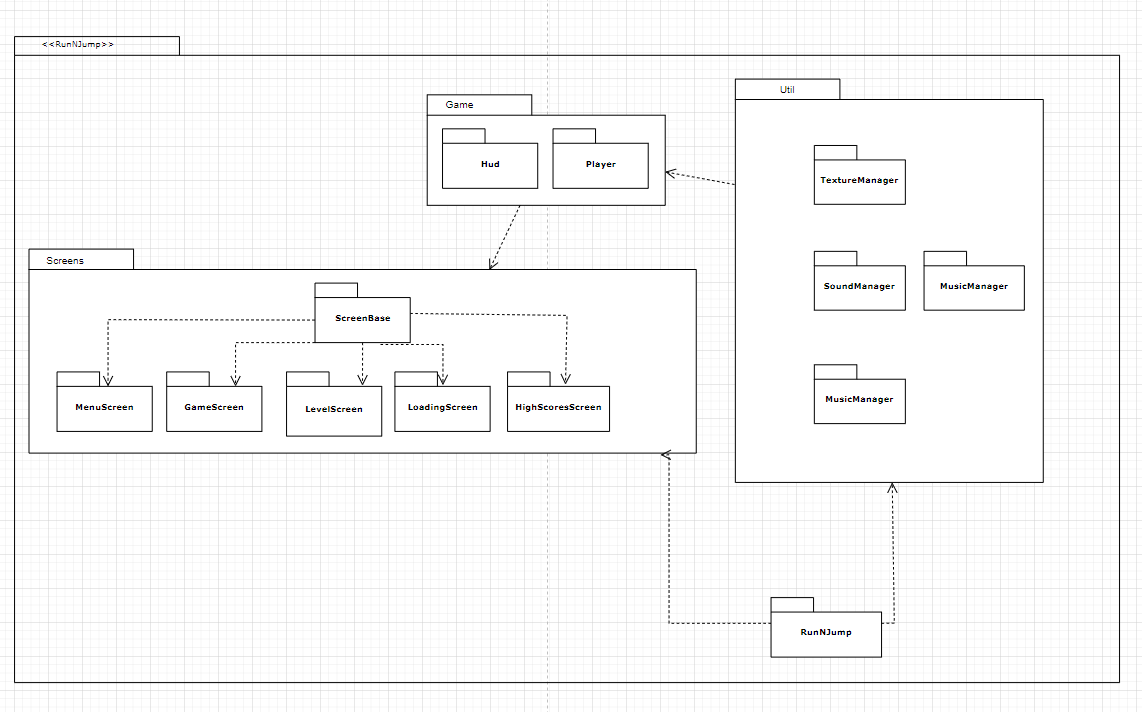 <<RunNJump>>
Util
Game
Hud
Player
TextureManager
Screens
SoundManager
MusicManager
ScreenBase
MenuScreen
GameScreen
LevelScreen
LoadingScreen
HighScoresScreen
MusicManager
RunNJump